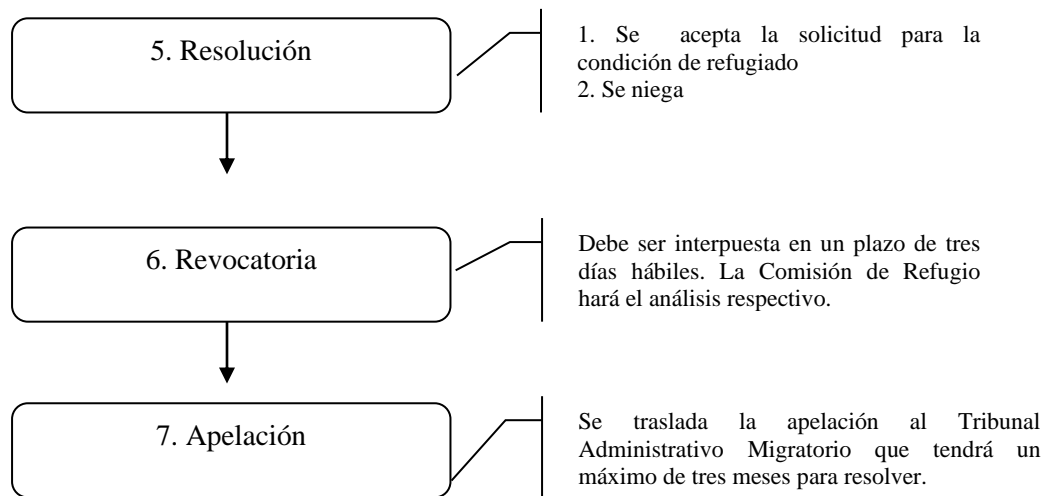 5. Resolución
1. Se acepta la solicitud para la
condición de refugiado
2. Se niega
6. Revocatoria
Debe ser interpuesta en un plazo de tres
días hábiles. La Comisión de Refugio
hará el análisis respectivo.
7. Apelación
Se traslada la apelación al Tribunal
Administrativo Migratorio que tendrá un
máximo de tres meses para resolver.